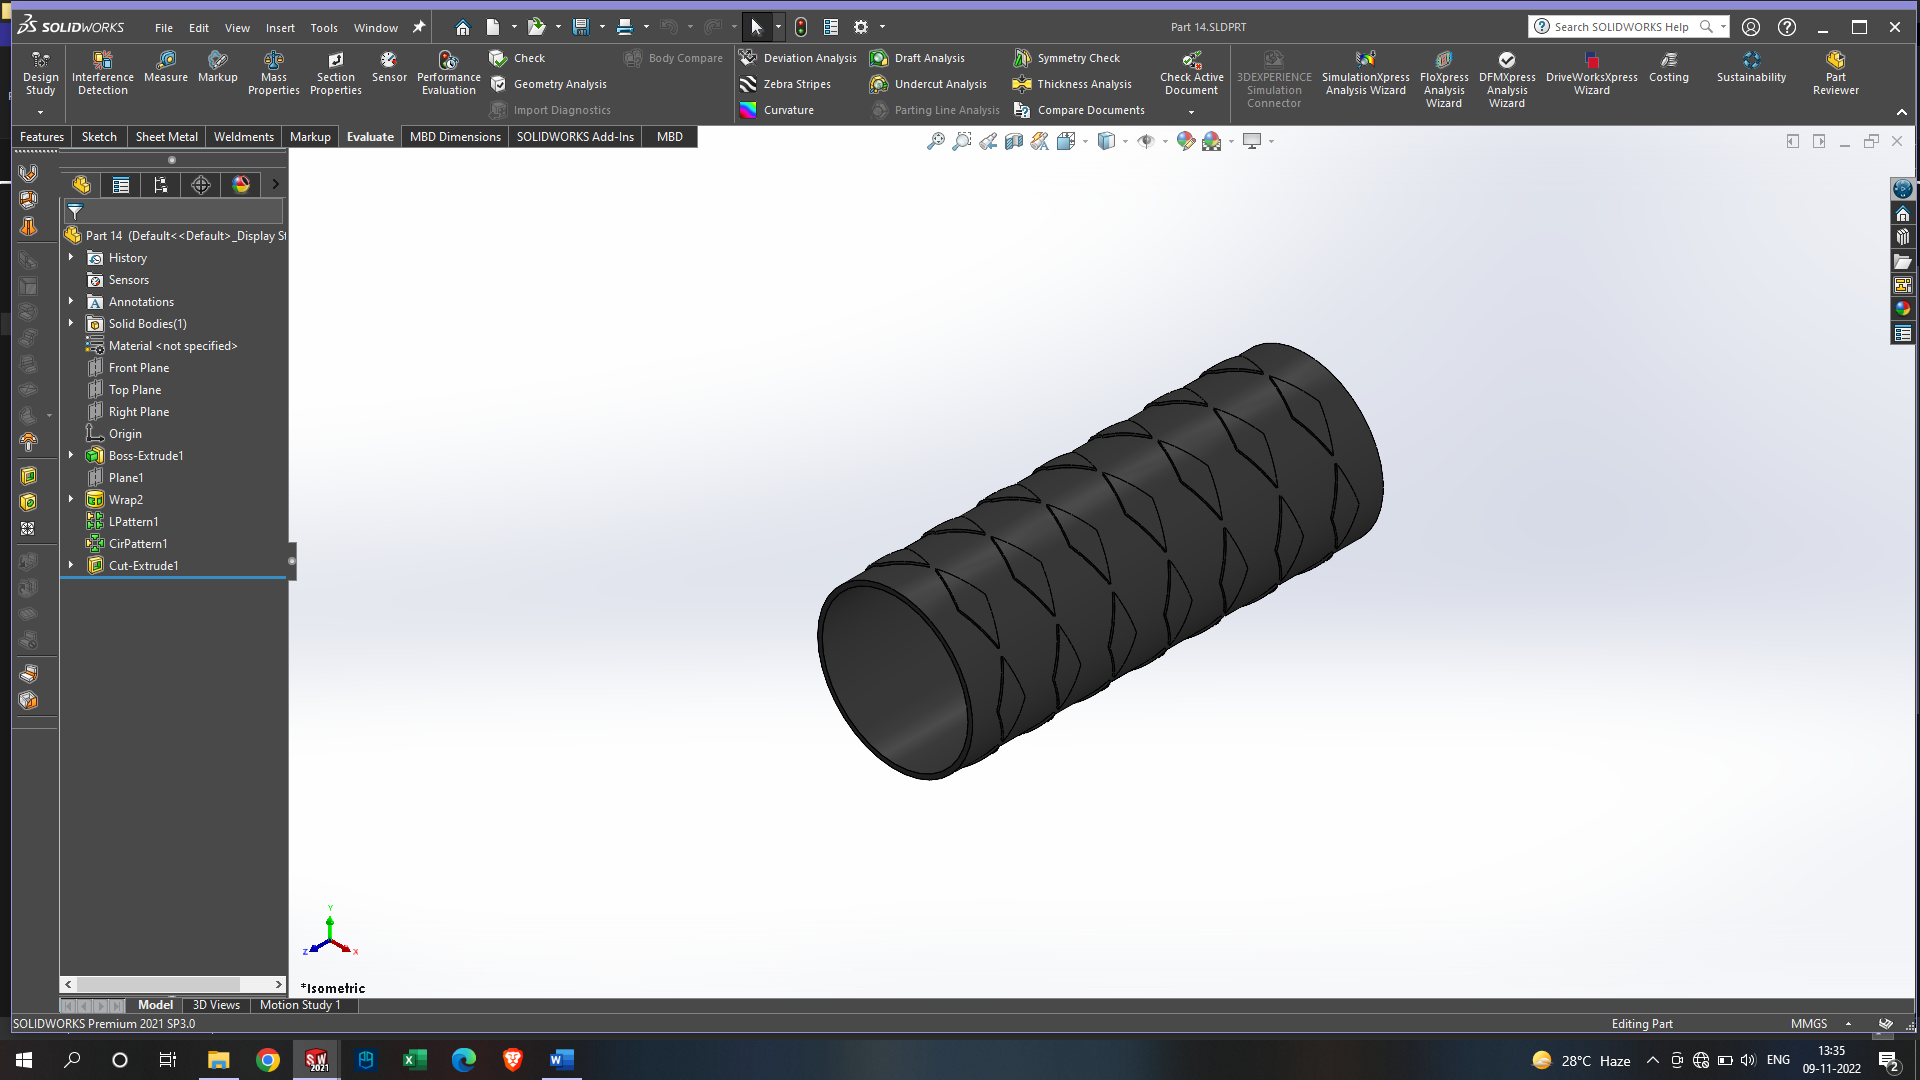 SOLIDWORKS File Edit View Insert Tools Window Part 14.SLDPRT Search SOLIDWORKS Help
Design Study
Interference Detection
Measure
Markup
Mass Properties
Section Properties
Sensor
Performance Evaluation
Check
Geometry Analysis
Import Diagnostics
Body Compare
Deviation Analysis
Zebra Stripes
Curvature
Draft Analysis
Undercut Analysis
Parting Line Analysis
Symmetry Check
Thickness Analysis
Compare Documents
Check Active Document
3DEXPERIENCE Simulation Connector
SimulationXpress Analysis Wizard
FloXpress Analysis Wizard
DFMXpress Analysis Wizard
DriveWorksXpress Wizard
Costing
Sustainability
Part Reviewer
Features Sketch Sheet Metal Weldments Markup Evaluate MBD Dimensions SOLIDWORKS Add-Ins MBD
Part 14 (Default<<Default>_Display St
History
Sensors
Annotations
Solid Bodies(1)
Material <not specified>
Front Plane
Top Plane
Right Plane
Origin
Boss-Extrude1
Plane1
Wrap2
LPattern1
CirPattern1
Cut-Extrude1
Y
Z X
*Isometric
Model 3D Views Motion Study 1
SOLIDWORKS Premium 2021 SP3.0 Editing Part MMGS
28°C Haze ENG
13:35
09-11-2022
2
SW 2021